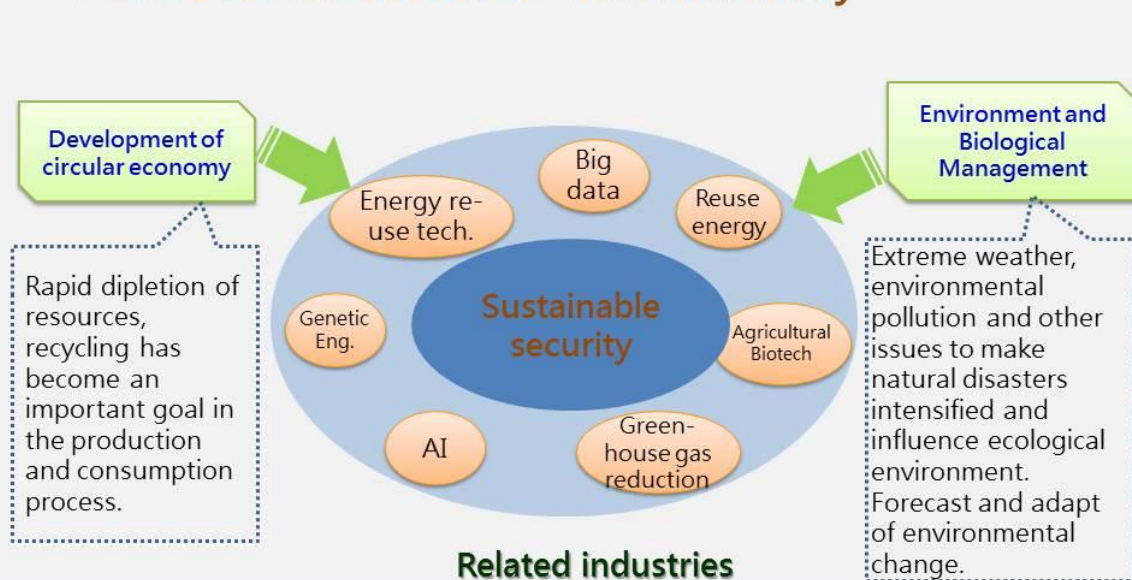 Development of
circular economy
Rapid dipletion of
resources,
recycling has
become an
important goal in
the production
and consumption
process.
Energy re-
use tech.
Big
data
Reuse
energy
Genetic
Eng.
Sustainable
security
Agricultural
Biotech
AI
Green-
house gas
reduction
Related industries
Environment and
Biological
Management
Extreme weather,
environmental
pollution and other
issues to make
natural disasters
intensified and
influence ecological
environment.
Forecast and adapt
of environmental
change.